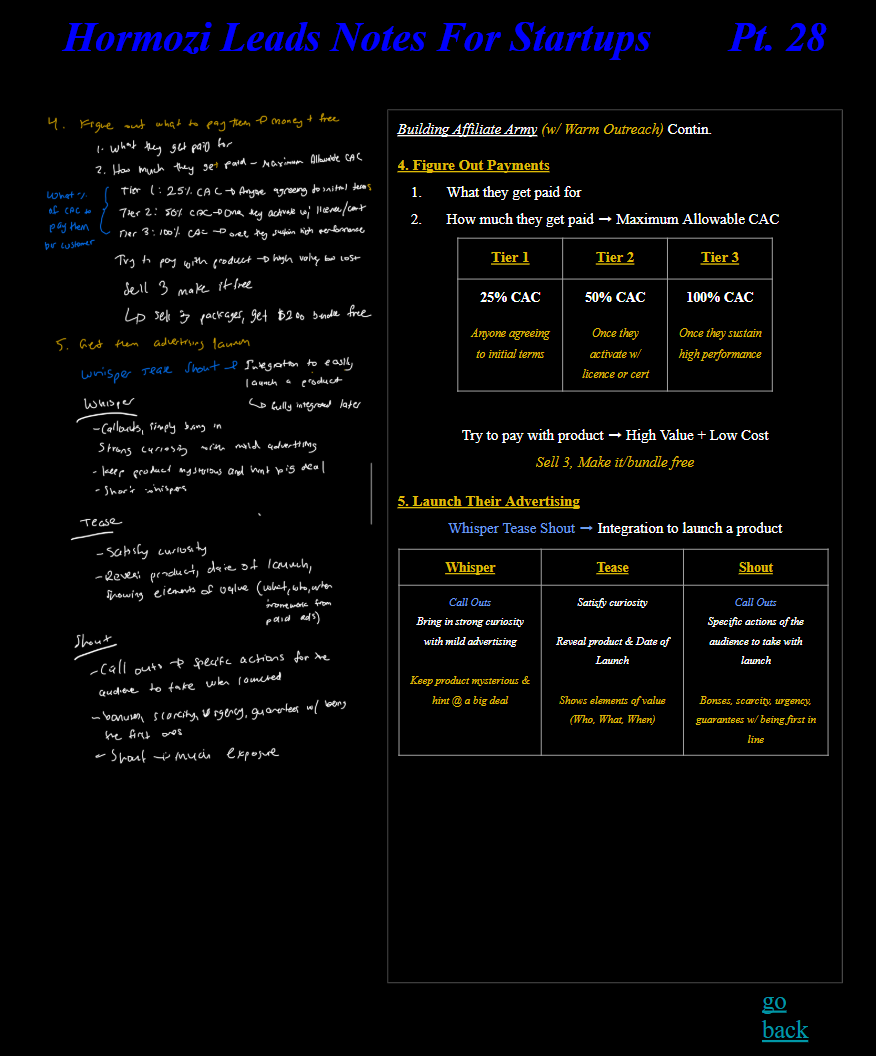 Hormozi Leads Notes For Startups Pt. 28
4. Figure out what to pay them → money + free
1. What they get paid for
2. How much they get paid - Maximum Allowable CAC
What %
of CAC to
pay them
per customer
Tier 1: 25% CAC → Anyone agreeing to initial terms
Tier 2: 50% CAC → Once they activate w/ licence/cert
Tier 3: 100% CAC → once they sustain high performance
Try to pay with product → high value low cost
Sell 3 make it free
↳ sell 3 packages, get $200 bundle free
5. Get them advertising launch
Whisper Tease Shout → Integration to easily
launch a product
↳ fully integrated later
Whisper
- Callouts, simply bring in
strong curiosity with mild advertising
- keep product mysterious and hint big deal
- Short whispers
Tease
- Satisfy curiosity
- Reveal product, date of launch,
showing elements of value (what, who, when
framework from
paid ads)
Shout
- Call outs → specific actions for the
audience to take when launched
- bonuses, scarcity, urgency, guarantees w/ being
the first ones
- Shout → much exposure
Building Affiliate Army (w/ Warm Outreach) Contin.
4. Figure Out Payments
1. What they get paid for
2. How much they get paid → Maximum Allowable CAC
Tier 1 Tier 2 Tier 3
25% CAC 50% CAC 100% CAC
Anyone agreeing Once they Once they sustain
to initial terms activate w/ high performance
licence or cert
Try to pay with product → High Value + Low Cost
Sell 3, Make it/bundle free
5. Launch Their Advertising
Whisper Tease Shout → Integration to launch a product
Whisper Tease Shout
Call Outs Satisfy curiosity Call Outs
Bring in strong curiosity Specific actions of the
with mild advertising Reveal product & Date of audience to take with
Launch launch
Keep product mysterious &
hint @ a big deal Shows elements of value Bonses, scarcity, urgency,
(Who, What, When) guarantees w/ being first in
line
go
back